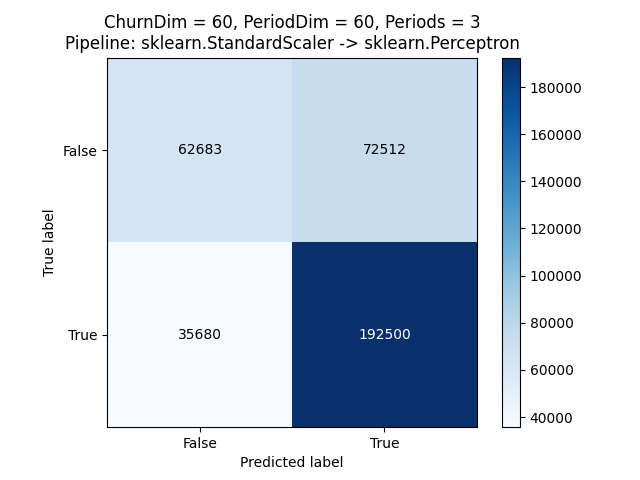 ChurnDim = 60, PeriodDim = 60, Periods = 3
Pipeline: sklearn.StandardScaler -> sklearn.Perceptron
180000
160000
140000
120000
100000
80000
60000
40000
True label
False
62683
72512
True
35680
192500
False
True
Predicted label